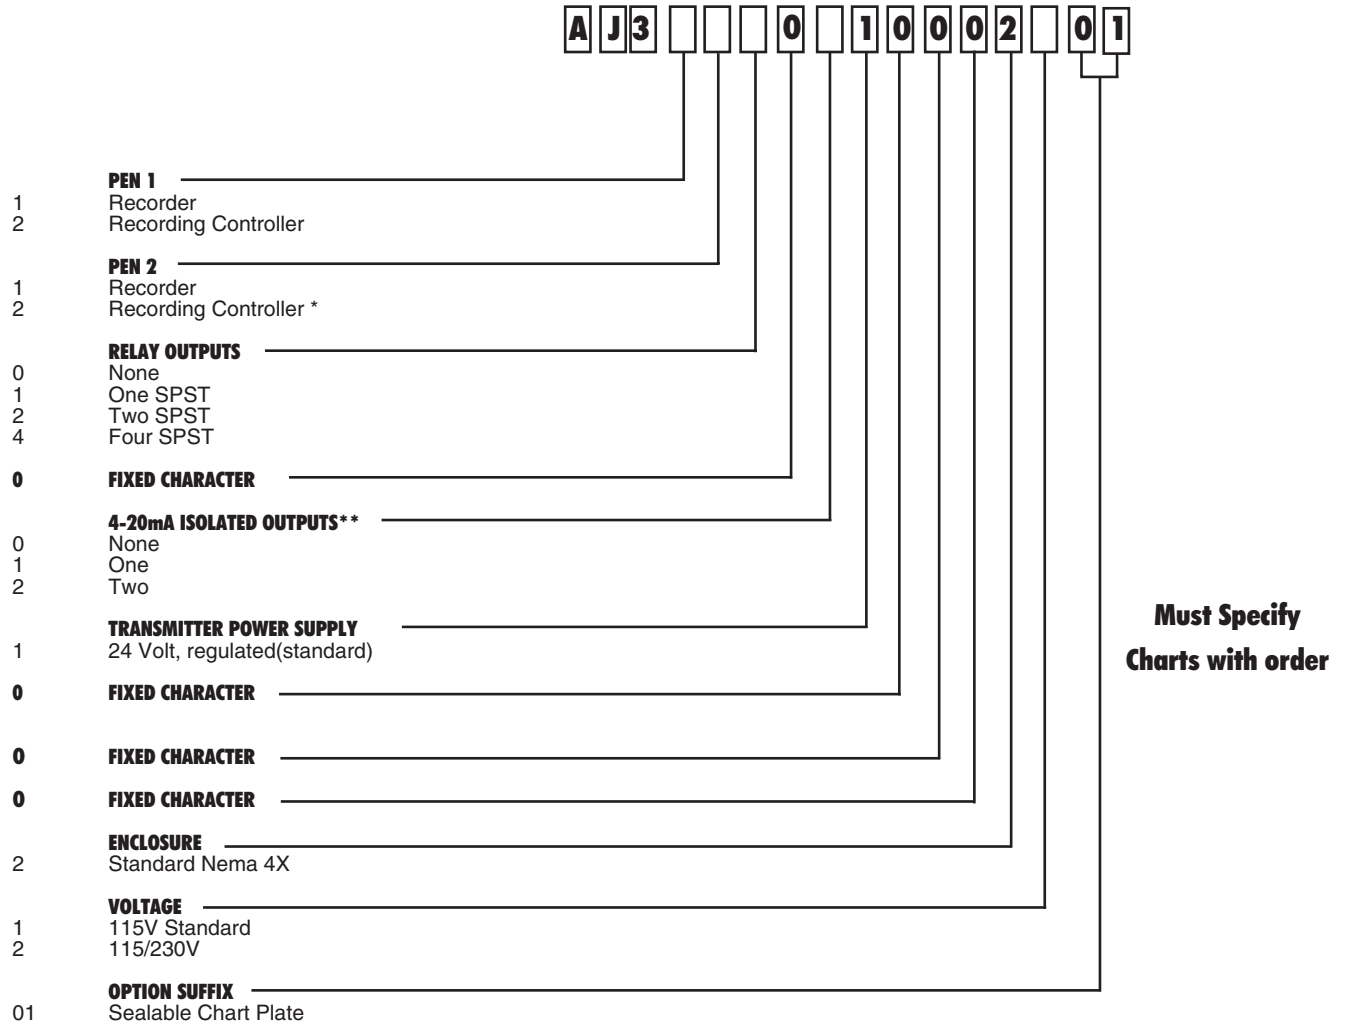 A J 3 0 1 0 0 0 2 0 1
PEN 1
1 Recorder
2 Recording Controller
PEN 2
1 Recorder
2 Recording Controller *
RELAY OUTPUTS
0 None
1 One SPST
2 Two SPST
4 Four SPST
0 FIXED CHARACTER
4-20mA ISOLATED OUTPUTS**
0 None
1 One
2 Two
TRANSMITTER POWER SUPPLY
1 24 Volt, regulated(standard)
0 FIXED CHARACTER
0 FIXED CHARACTER
0 FIXED CHARACTER
ENCLOSURE
2 Standard Nema 4X
VOLTAGE
1 115V Standard
2 115/230V
OPTION SUFFIX
01 Sealable Chart Plate
Must Specify
Charts with order